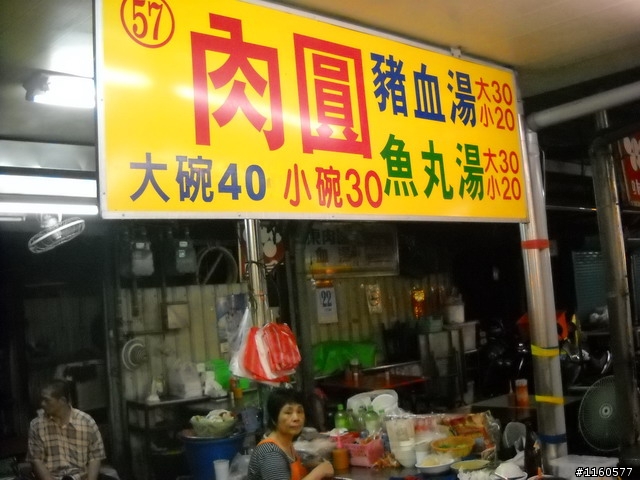 57
肉圓
大碗40 小碗30
豬血湯 大30 小20
魚丸湯 大30 小20
22
#1160577